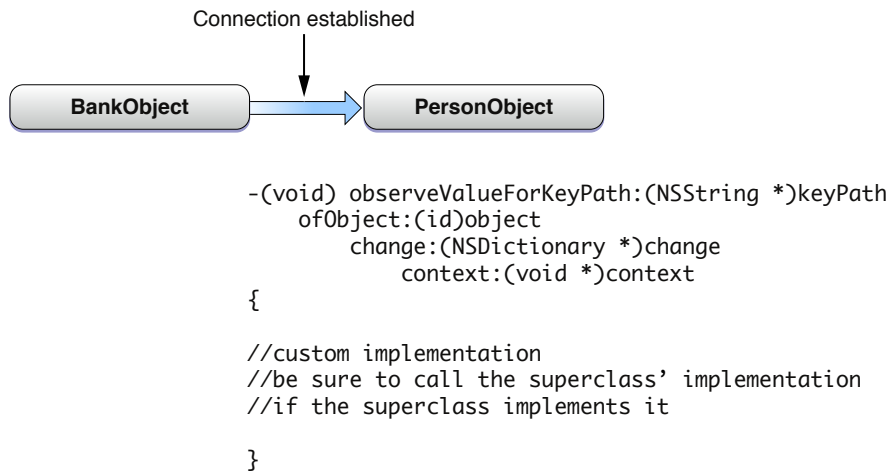 Connection established
BankObject
PersonObject
-(void) observeValueForKeyPath:(NSString *)keyPath
ofObject:(id)object
change:(NSDictionary *)change
context:(void *)context
{
//custom implementation
//be sure to call the superclass’ implementation
//if the superclass implements it
}